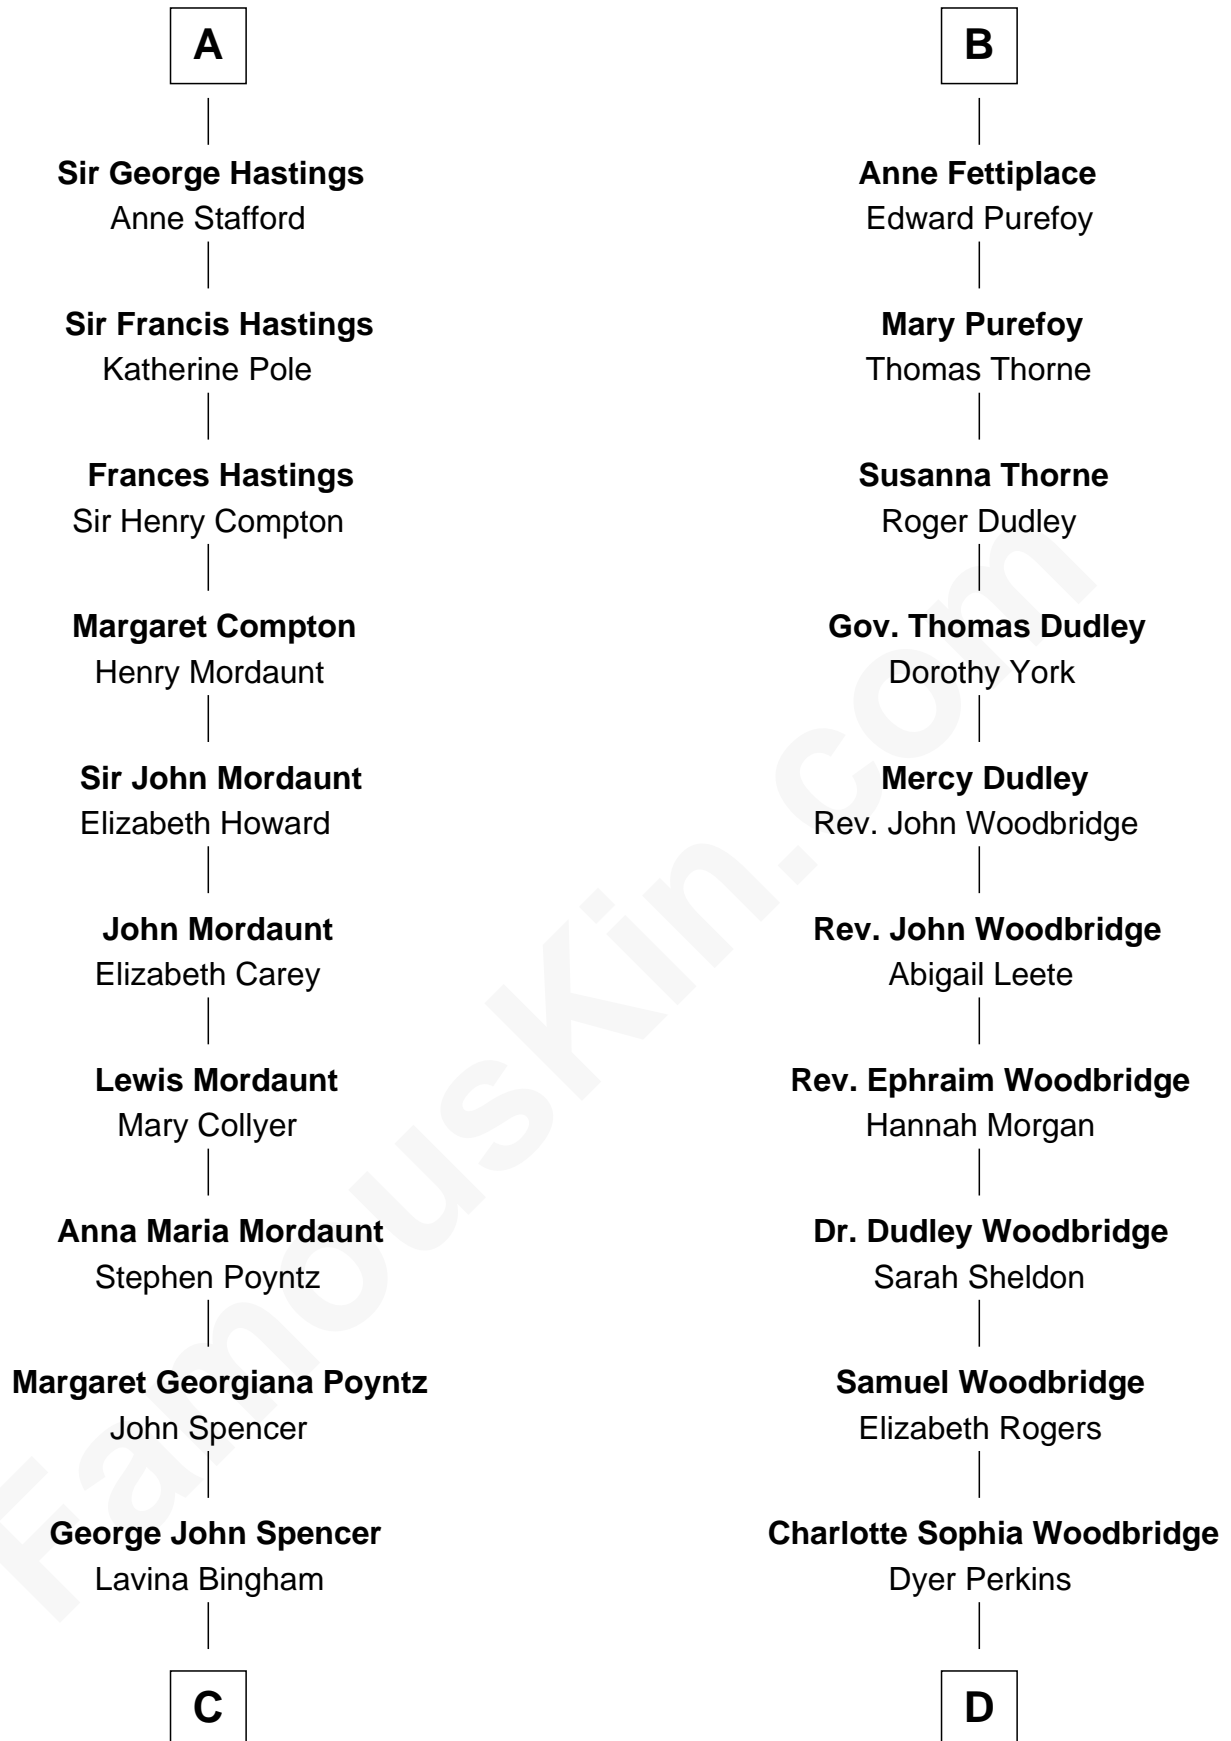 A
Sir George Hastings
Anne Stafford
Sir Francis Hastings
Katherine Pole
Frances Hastings
Sir Henry Compton
Margaret Compton
Henry Mordaunt
Sir John Mordaunt
Elizabeth Howard
John Mordaunt
Elizabeth Carey
Lewis Mordaunt
Mary Collyer
Anna Maria Mordaunt
Stephen Poyntz
Margaret Georgiana Poyntz
John Spencer
George John Spencer
Lavina Bingham
C
B
Anne Fettiplace
Edward Purefoy
Mary Purefoy
Thomas Thorne
Susanna Thorne
Roger Dudley
Gov. Thomas Dudley
Dorothy York
Mercy Dudley
Rev. John Woodbridge
Rev. John Woodbridge
Abigail Leete
Rev. Ephraim Woodbridge
Hannah Morgan
Dr. Dudley Woodbridge
Sarah Sheldon
Samuel Woodbridge
Elizabeth Rogers
Charlotte Sophia Woodbridge
Dyer Perkins
D
FamousKin.com